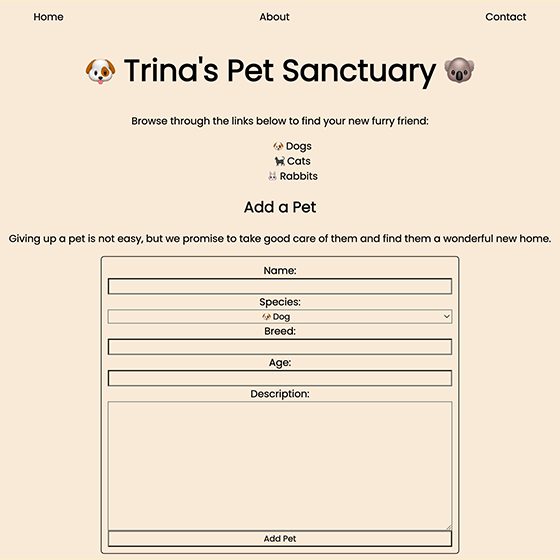 Home About Contact
🐶 Trina's Pet Sanctuary 🐨
Browse through the links below to find your new furry friend:
🐶 Dogs
🐈‍⬛ Cats
🐰 Rabbits
Add a Pet
Giving up a pet is not easy, but we promise to take good care of them and find them a wonderful new home.
Name:
Species:
🐶 Dog
Breed:
Age:
Description:
Add Pet